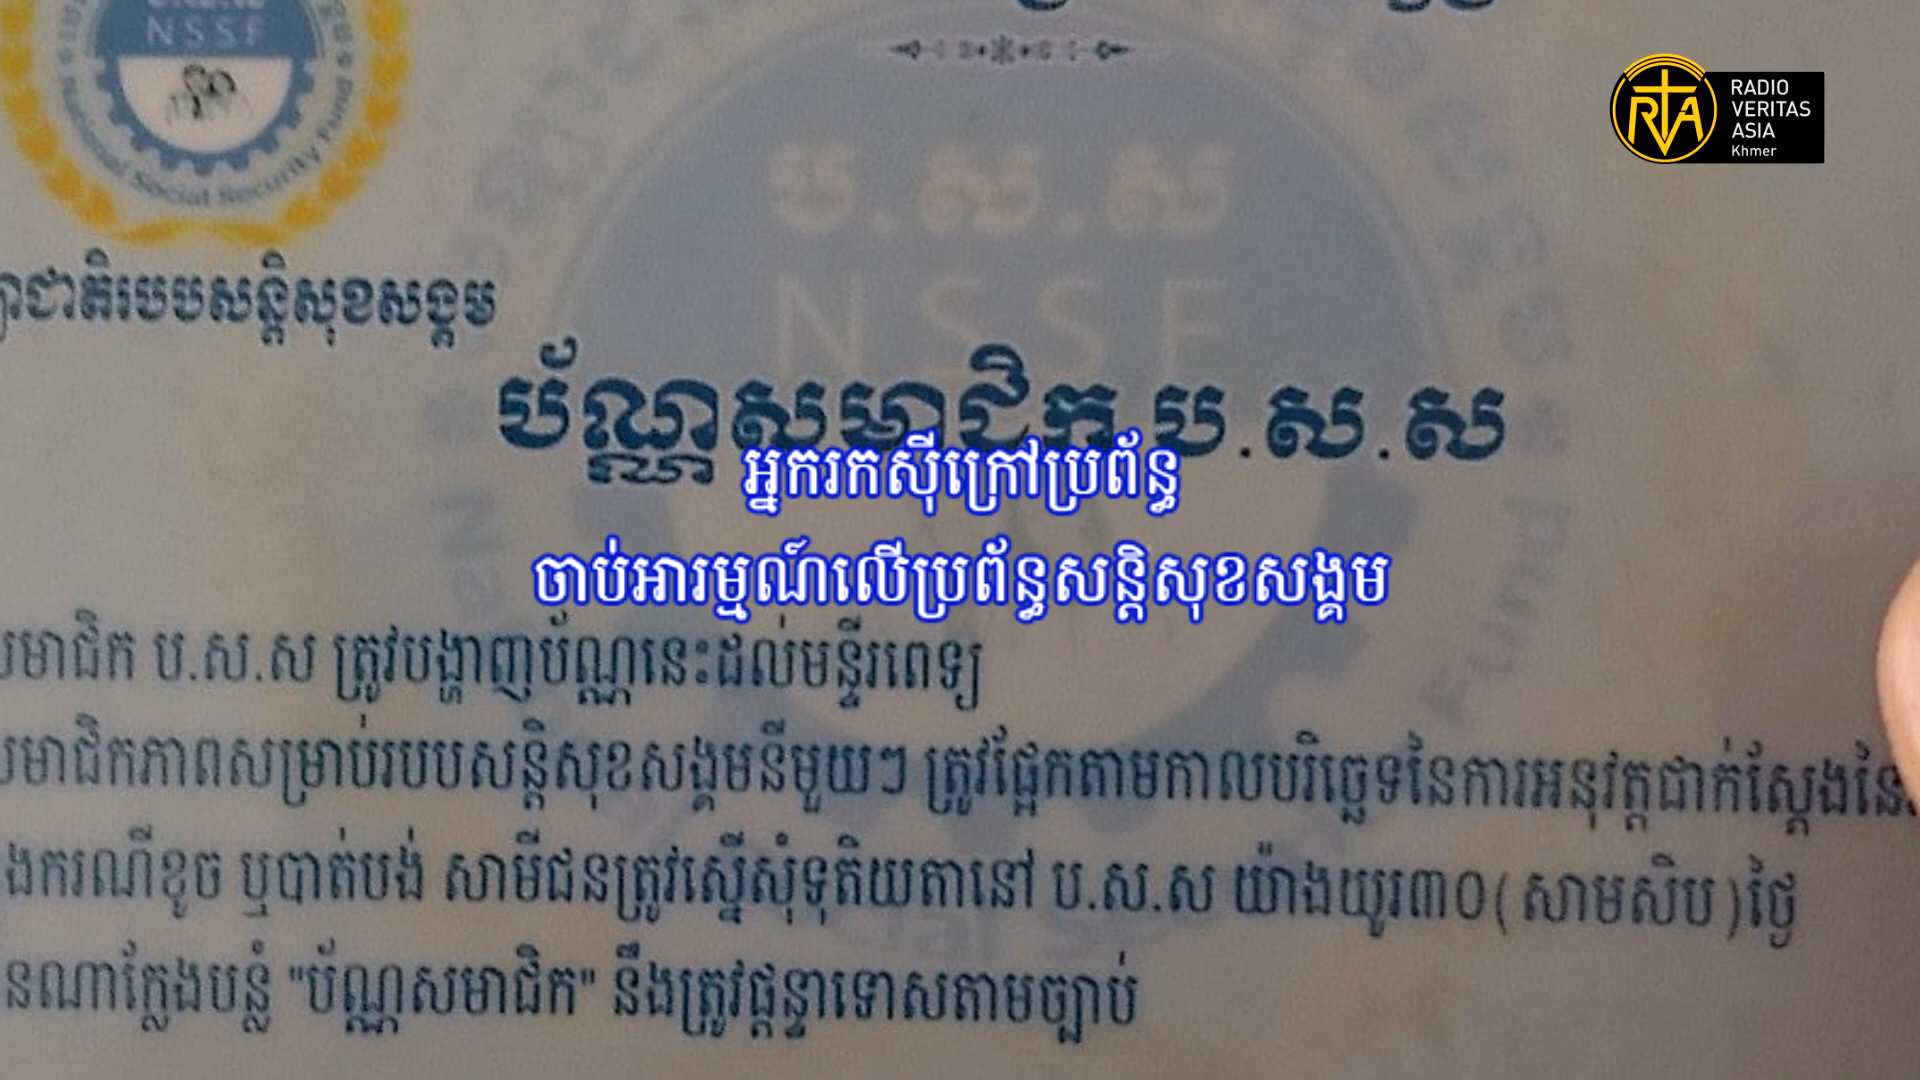 NSSF
National Social Security Fund
RADIO
VERITAS
ASIA
Khmer
RVA
ប.ស.ស
NSSF
ជាតិរបបសន្តិសុខសង្គម
ប័ណ្ណសមាជិក ប.ស.ស
អ្នករកស៊ីក្រៅប្រព័ន្ធ
ចាប់អារម្មណ៍លើប្រព័ន្ធសន្តិសុខសង្គម
សមាជិក ប.ស.ស ត្រូវបង្ហាញប័ណ្ណនេះដល់មន្ទីរពេទ្យ
សមាជិកភាពសម្រាប់របបសន្តិសុខសង្គមនីមួយៗ ត្រូវផ្អែកតាមកាលបរិច្ឆេទនៃការអនុវត្តជាក់ស្តែងនៃ
ងករណីខូច ឬបាត់បង់ សាមីជនត្រូវស្នើសុំទុតិយតានៅ ប.ស.ស យ៉ាងយូរ៣០(សាមសិប)ថ្ងៃ
នណាក្លែងបន្លំ "ប័ណ្ណសមាជិក" នឹងត្រូវផ្តន្ទាទោសតាមច្បាប់